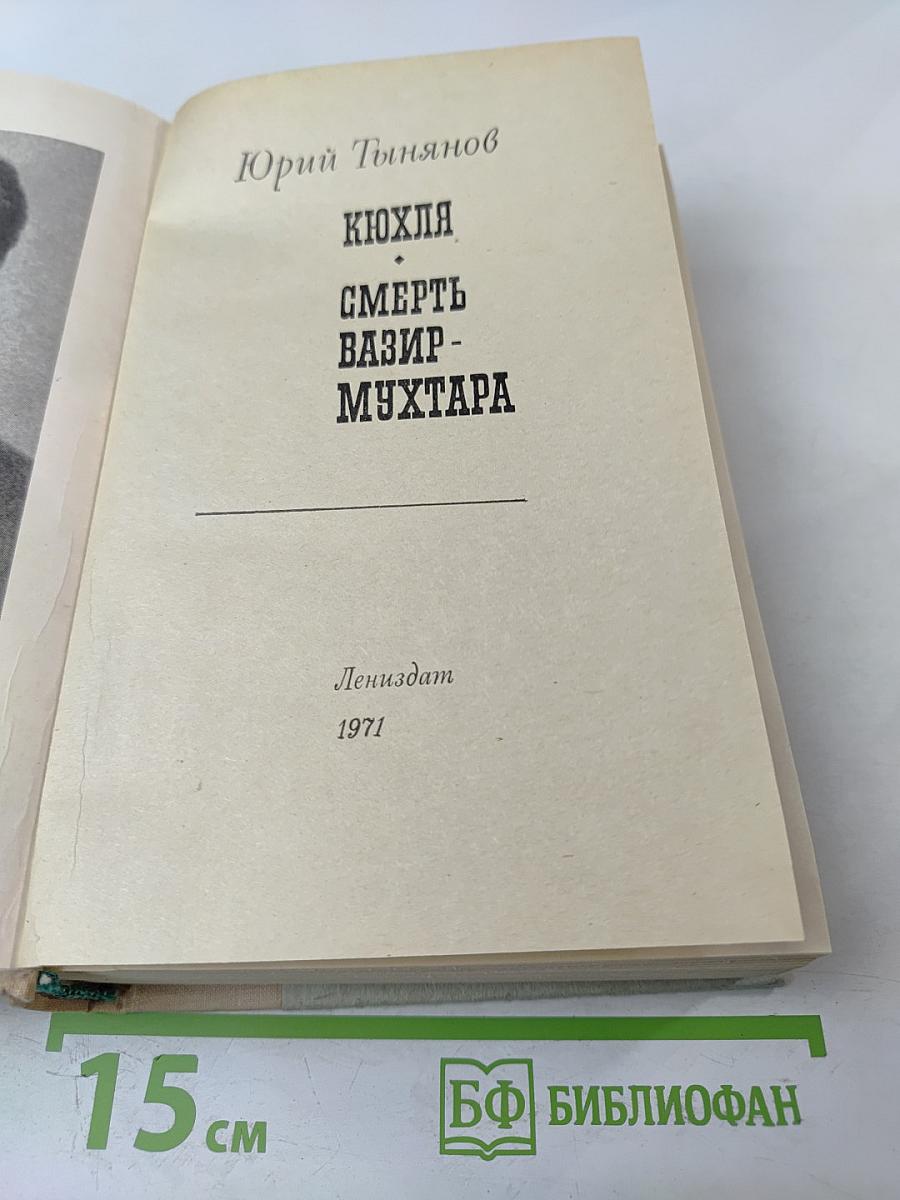 Юрий Тынянов
КЮХЛЯ
СМЕРТЬ
ВАЗИР-
МУХТАРА
Лениздат
1971
15 см
БФ БИБЛИОФАН